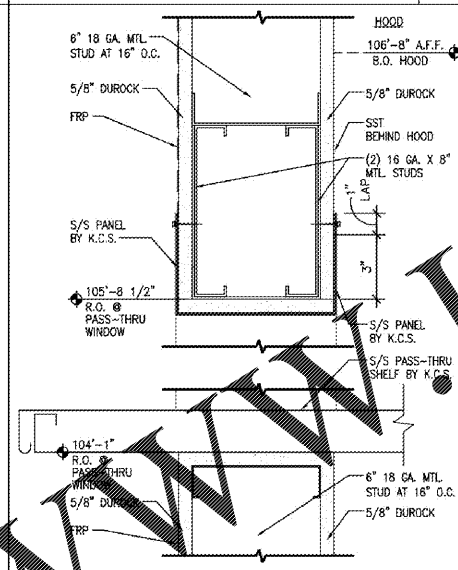 HOOD
6" 18 GA. MTL.
STUD AT 16" O.C.
106'-8" A.F.F.
B.O. HOOD
5/8" DUROCK
5/8" DUROCK
FRP
SST
BEHIND HOOD
(2) 16 GA. X 8"
MTL. STUDS
1"
LAP
S/S PANEL
BY K.C.S.
3"
105'-8 1/2"
R.O. @
PASS-THRU
WINDOW
S/S PANEL
BY K.C.S.
S/S PASS-THRU
SHELF BY K.C.S.
104'-1"
R.O. @
PASS-THRU
WINDOW
5/8" DUROCK
FRP
6" 18 GA. MTL.
STUD AT 16" O.C.
5/8" DUROCK
WWW.